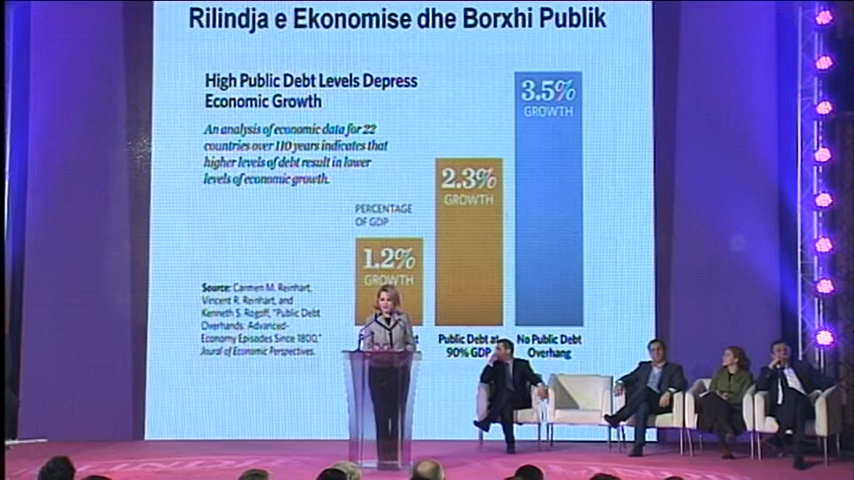 Rilindja e Ekonomise dhe Borxhi Publik
High Public Debt Levels Depress
Economic Growth
An analysis of economic data for 22
countries over 110 years indicates that
higher levels of debt result in lower
levels of economic growth.
PERCENTAGE
OF GDP
1.2%
GROWTH
2.3%
GROWTH
3.5%
GROWTH
Source: Carmen M. Reinhart,
Vincent R. Reinhart, and
Kenneth S. Rogoff, "Public Debt
Overhands. Advanced-
Economy Episodes Since 1800,"
Joural of Economic Perspectives.
Public Debt at
90% GDP
No Public Debt
Overhang